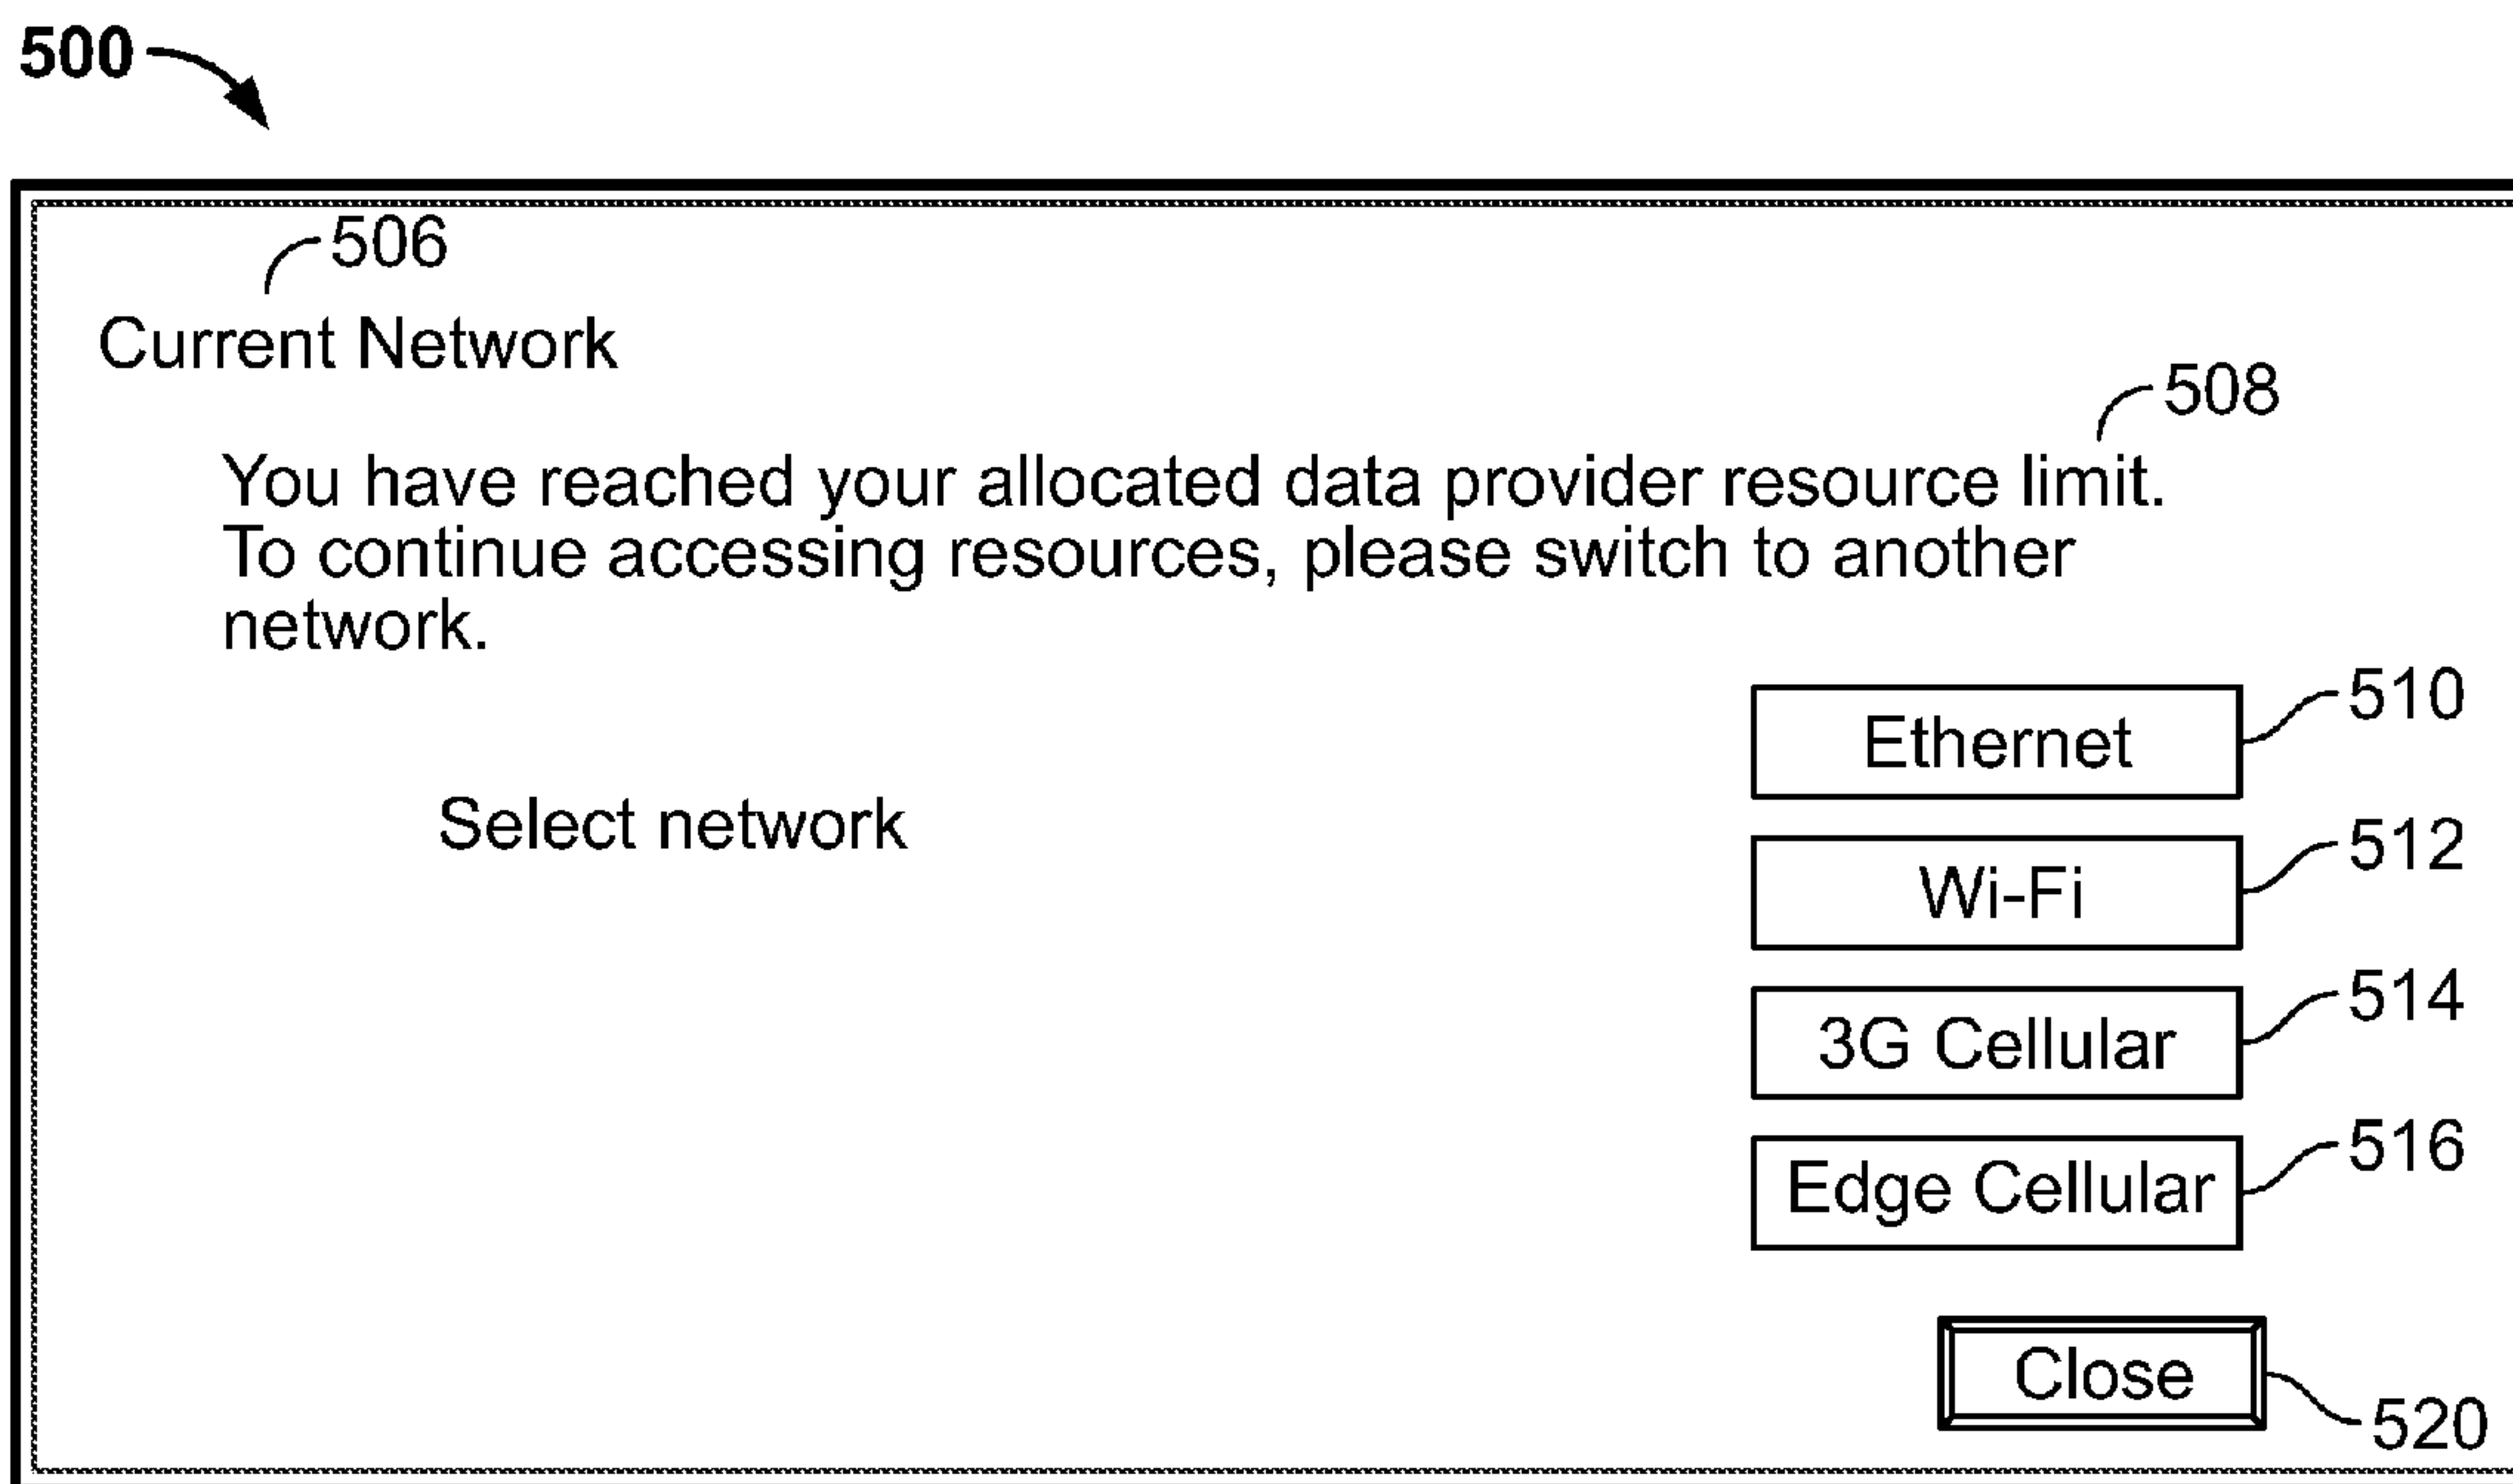 500
506
Current Network
508
You have reached your allocated data provider resource limit.
To continue accessing resources, please switch to another
network.
510
Ethernet
Select network
512
Wi-Fi
514
3G Cellular
516
Edge Cellular
Close
520